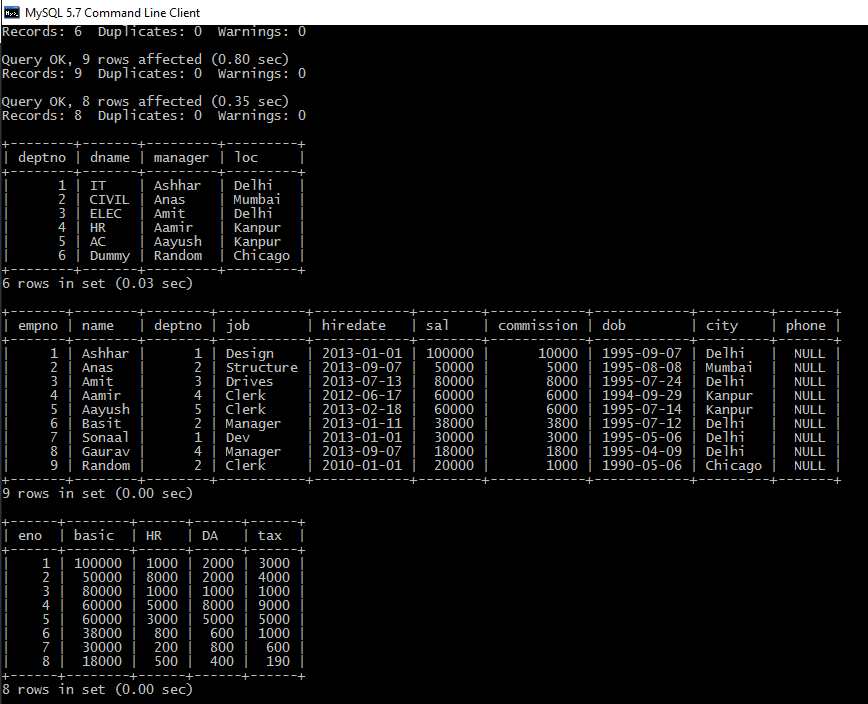 MySQL 5.7 Command Line Client
Records: 6  Duplicates: 0  Warnings: 0

Query OK, 9 rows affected (0.80 sec)
Records: 9  Duplicates: 0  Warnings: 0

Query OK, 8 rows affected (0.35 sec)
Records: 8  Duplicates: 0  Warnings: 0

+--------+-------+---------+---------+
| deptno | dname | manager | loc     |
+--------+-------+---------+---------+
|      1 | IT    | Ashhar  | Delhi   |
|      2 | CIVIL | Anas    | Mumbai  |
|      3 | ELEC  | Amit    | Delhi   |
|      4 | HR    | Aamir   | Kanpur  |
|      5 | AC    | Aayush  | Kanpur  |
|      6 | Dummy | Random  | Chicago |
+--------+-------+---------+---------+
6 rows in set (0.03 sec)

+-------+--------+--------+-----------+------------+--------+------------+------------+---------+-------+
| empno | name   | deptno | job       | hiredate   | sal    | commission | dob        | city    | phone |
+-------+--------+--------+-----------+------------+--------+------------+------------+---------+-------+
|     1 | Ashhar |      1 | Design    | 2013-01-01 | 100000 |      10000 | 1995-09-07 | Delhi   |  NULL |
|     2 | Anas   |      2 | Structure | 2013-09-07 |  50000 |       5000 | 1995-08-08 | Mumbai  |  NULL |
|     3 | Amit   |      3 | Drives    | 2013-07-13 |  80000 |       8000 | 1995-07-24 | Delhi   |  NULL |
|     4 | Aamir  |      4 | Clerk     | 2012-06-17 |  60000 |       6000 | 1994-09-29 | Kanpur  |  NULL |
|     5 | Aayush |      5 | Clerk     | 2013-02-18 |  60000 |       6000 | 1995-07-14 | Kanpur  |  NULL |
|     6 | Basit  |      2 | Manager   | 2013-01-11 |  38000 |       3800 | 1995-07-12 | Delhi   |  NULL |
|     7 | Sonaal |      1 | Dev       | 2013-01-01 |  30000 |       3000 | 1995-05-06 | Delhi   |  NULL |
|     8 | Gaurav |      4 | Manager   | 2013-09-07 |  18000 |       1800 | 1995-04-09 | Delhi   |  NULL |
|     9 | Random |      2 | Clerk     | 2010-01-01 |  20000 |       1000 | 1990-05-06 | Chicago |  NULL |
+-------+--------+--------+-----------+------------+--------+------------+------------+---------+-------+
9 rows in set (0.00 sec)

+------+--------+------+------+------+
| eno  | basic  | HR   | DA   | tax  |
+------+--------+------+------+------+
|    1 | 100000 | 1000 | 2000 | 3000 |
|    2 |  50000 | 8000 | 2000 | 4000 |
|    3 |  80000 | 1000 | 1000 | 1000 |
|    4 |  60000 | 5000 | 8000 | 9000 |
|    5 |  60000 | 3000 | 5000 | 5000 |
|    6 |  38000 |  800 |  600 | 1000 |
|    7 |  30000 |  200 |  800 |  600 |
|    8 |  18000 |  500 |  400 |  190 |
+------+--------+------+------+------+
8 rows in set (0.00 sec)